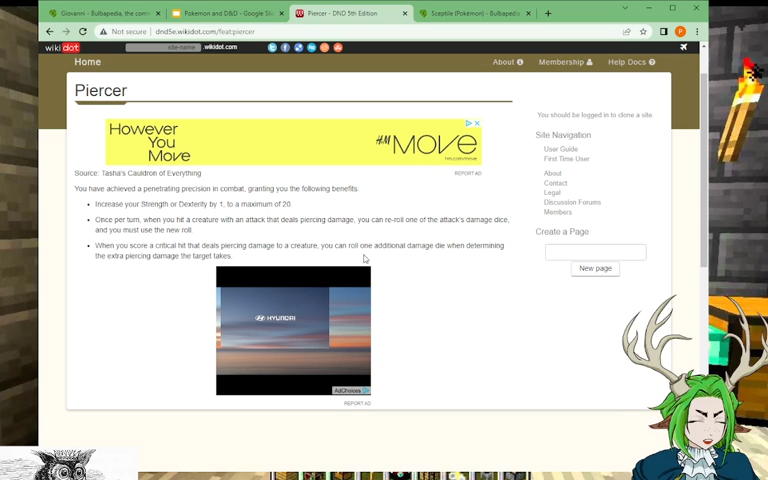 Giovanni - Bulbapedia, the com
Pokemon and D&D - Google Sli
Piercer - DND 5th Edition
Sceptile (Pokémon) - Bulbapedi
Not secure
dnd5e.wikidot.com/feat:piercer
wikidot
site-name
.wikidot.com
Home
About
Membership
Help Docs
Piercer
However
You
Move
H&M MOVE
hm.com/move
You should be logged in to clone a site.
Site Navigation
User Guide
First Time User
About
Contact
Legal
Discussion Forums
Members
Create a Page
New page
Source: Tasha's Cauldron of Everything
REPORT AD
You have achieved a penetrating precision in combat, granting you the following benefits:
Increase your Strength or Dexterity by 1, to a maximum of 20.
Once per turn, when you hit a creature with an attack that deals piercing damage, you can re-roll one of the attack's damage dice,
and you must use the new roll.
When you score a critical hit that deals piercing damage to a creature, you can roll one additional damage die when determining
the extra piercing damage the target takes.
HYUNDAI
AdChoices
REPORT AD